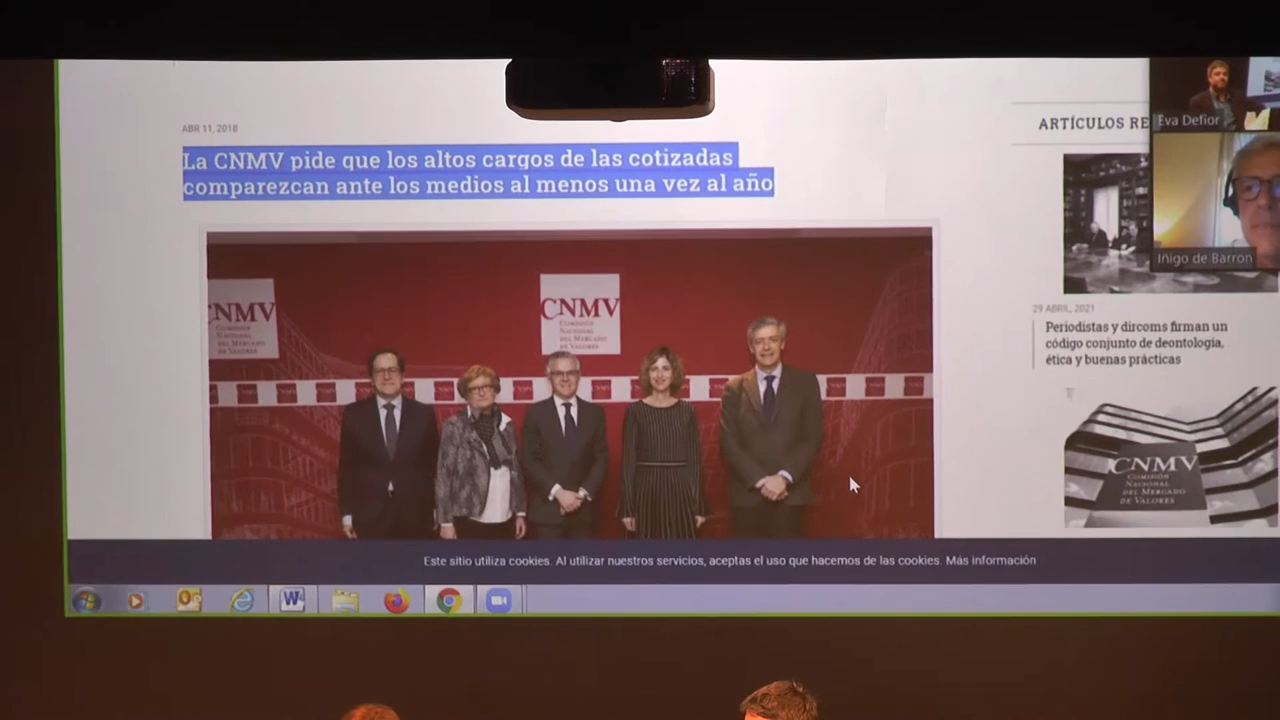 ABR 11, 2018
La CNMV pide que los altos cargos de las cotizadas
comparezcan ante los medios al menos una vez al año
ARTÍCULOS RE
Eva Defior
Iñigo de Barron
CNMV
COMISIÓN
NACIONAL
DEL MERCADO
DE VALORES
CNMV
COMISIÓN
NACIONAL
DEL MERCADO
DE VALORES
29 ABRIL, 2021
Periodistas y dircoms firman un
código conjunto de deontología,
ética y buenas prácticas
CNMV
COMISIÓN
NACIONAL
DEL MERCADO
DE VALORES
Este sitio utiliza cookies. Al utilizar nuestros servicios, aceptas el uso que hacemos de las cookies. Más información